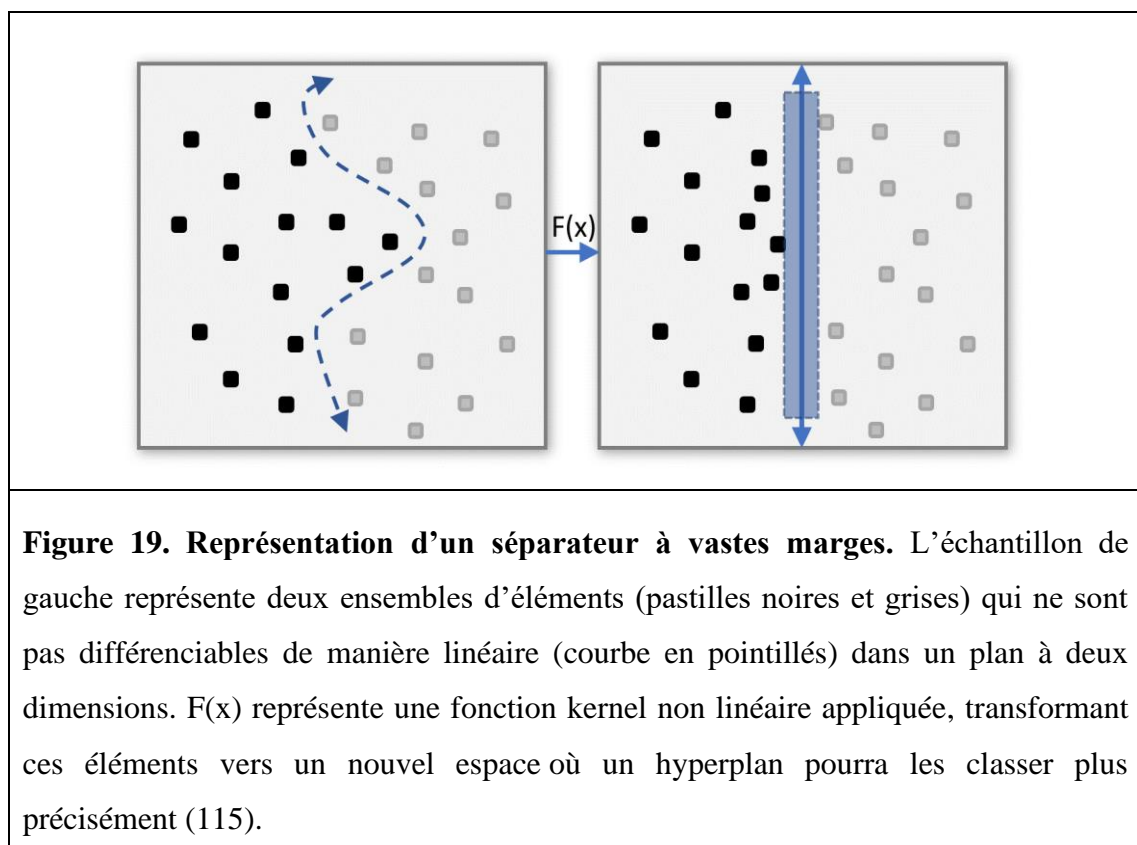 F(x)
Figure 19. Représentation d’un séparateur à vastes marges. L’échantillon de
gauche représente deux ensembles d’éléments (pastilles noires et grises) qui ne sont
pas différenciables de manière linéaire (courbe en pointillés) dans un plan à deux
dimensions. F(x) représente une fonction kernel non linéaire appliquée, transformant
ces éléments vers un nouvel espace où un hyperplan pourra les classer plus
précisément (115).